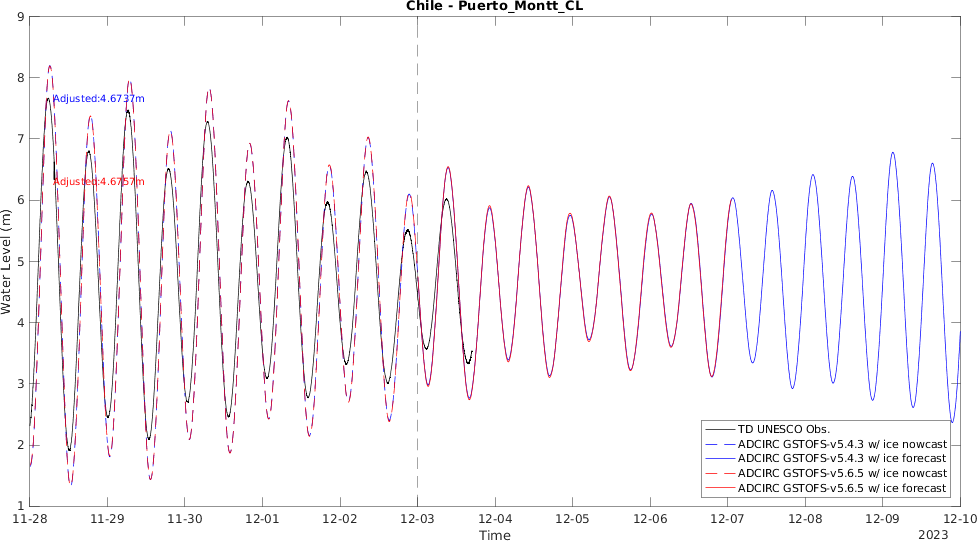 Chile - Puerto_Montt_CL
9
8
7
6
5
4
3
2
1
Water Level (m)
Adjusted:4.6737m
Adjusted:4.6757m
TD UNESCO Obs.
ADCIRC GSTOFS-v5.4.3 w/ ice nowcast
ADCIRC GSTOFS-v5.4.3 w/ ice forecast
ADCIRC GSTOFS-v5.6.5 w/ ice nowcast
ADCIRC GSTOFS-v5.6.5 w/ ice forecast
11-28 11-29 11-30 12-01 12-02 12-03 12-04 12-05 12-06 12-07 12-08 12-09 12-10
Time
2023